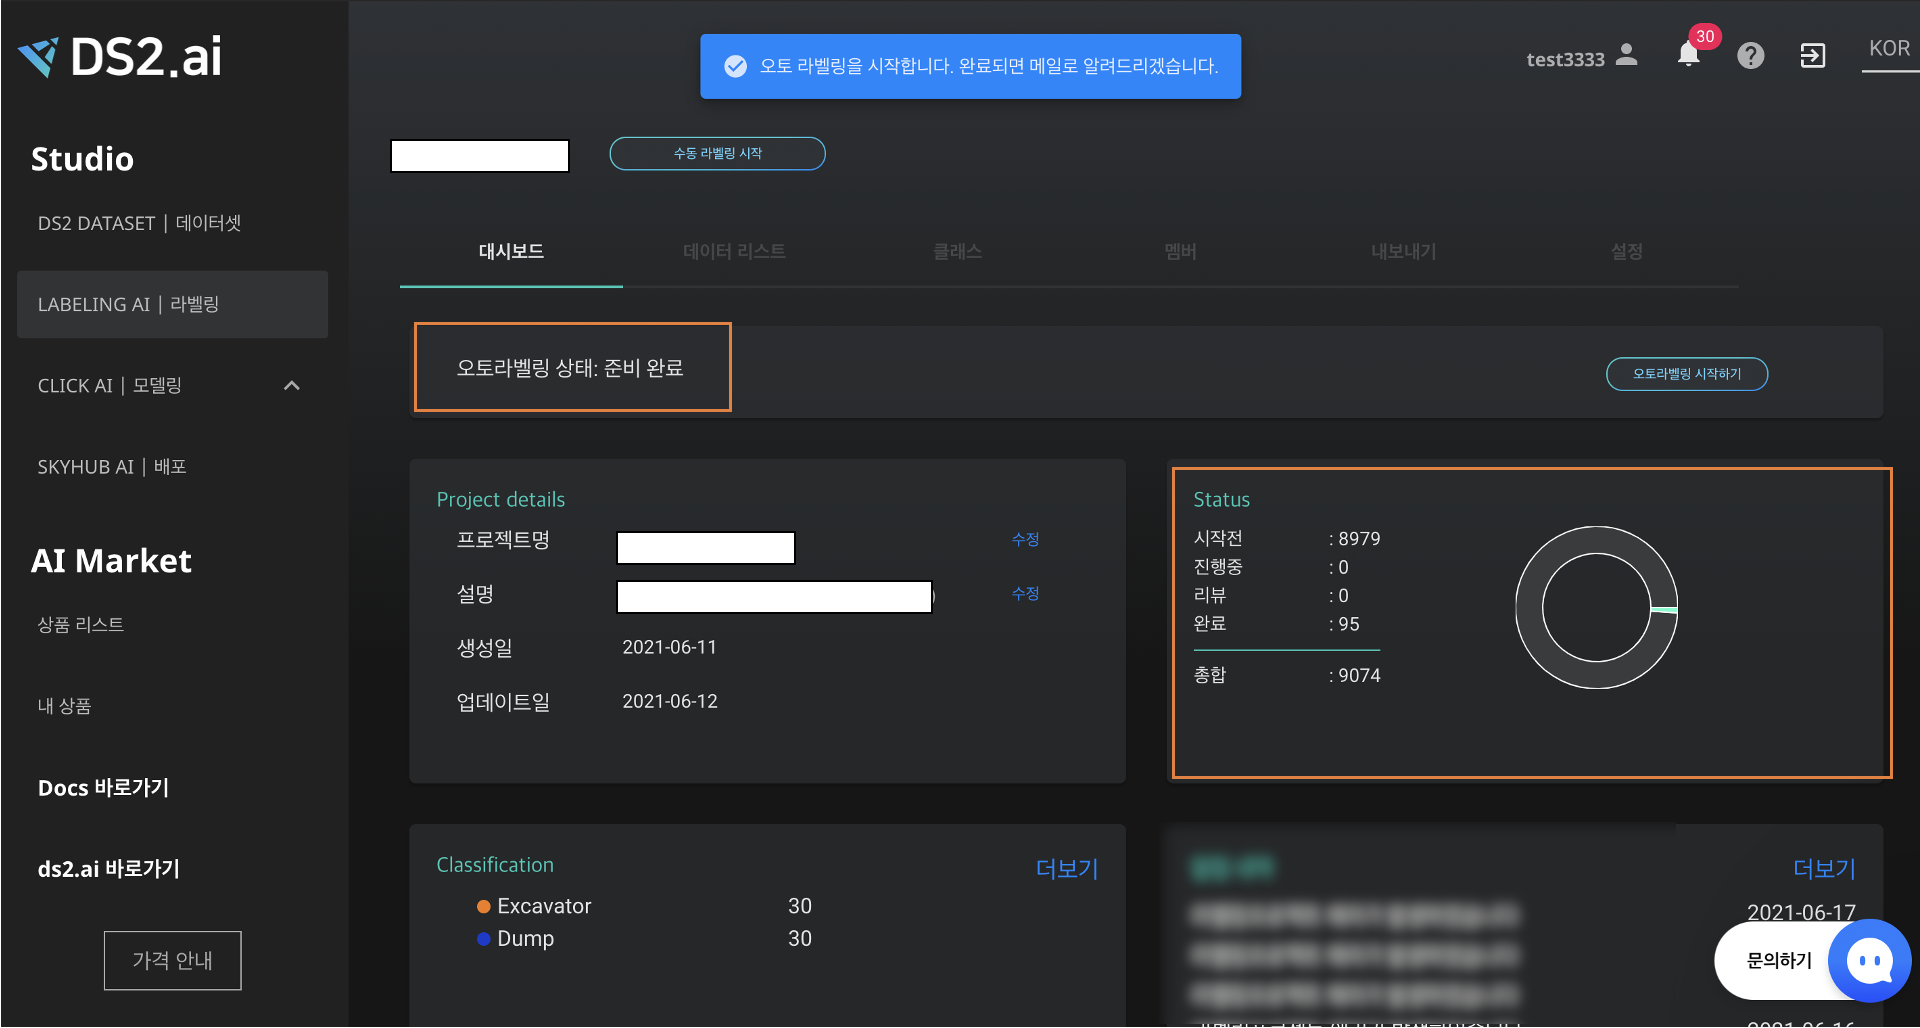 DS2.ai
오토 라벨링을 시작합니다. 완료되면 메일로 알려드리겠습니다.
test3333
30
KOR
Studio
DS2 DATASET | 데이터셋
LABELING AI | 라벨링
CLICK AI | 모델링
SKYHUB AI | 배포
AI Market
상품 리스트
내 상품
Docs 바로가기
ds2.ai 바로가기
가격 안내
수동 라벨링 시작
대시보드 데이터 리스트 클래스 멤버 내보내기 설정
오토라벨링 상태: 준비 완료
오토라벨링 시작하기
Project details
프로젝트명 수정
설명 수정
생성일 2021-06-11
업데이트일 2021-06-12
Status
시작전 : 8979
진행중 : 0
리뷰 : 0
완료 : 95
총합 : 9074
Classification 더보기
Excavator 30
Dump 30
더보기
2021-06-17
문의하기
2021-06-16